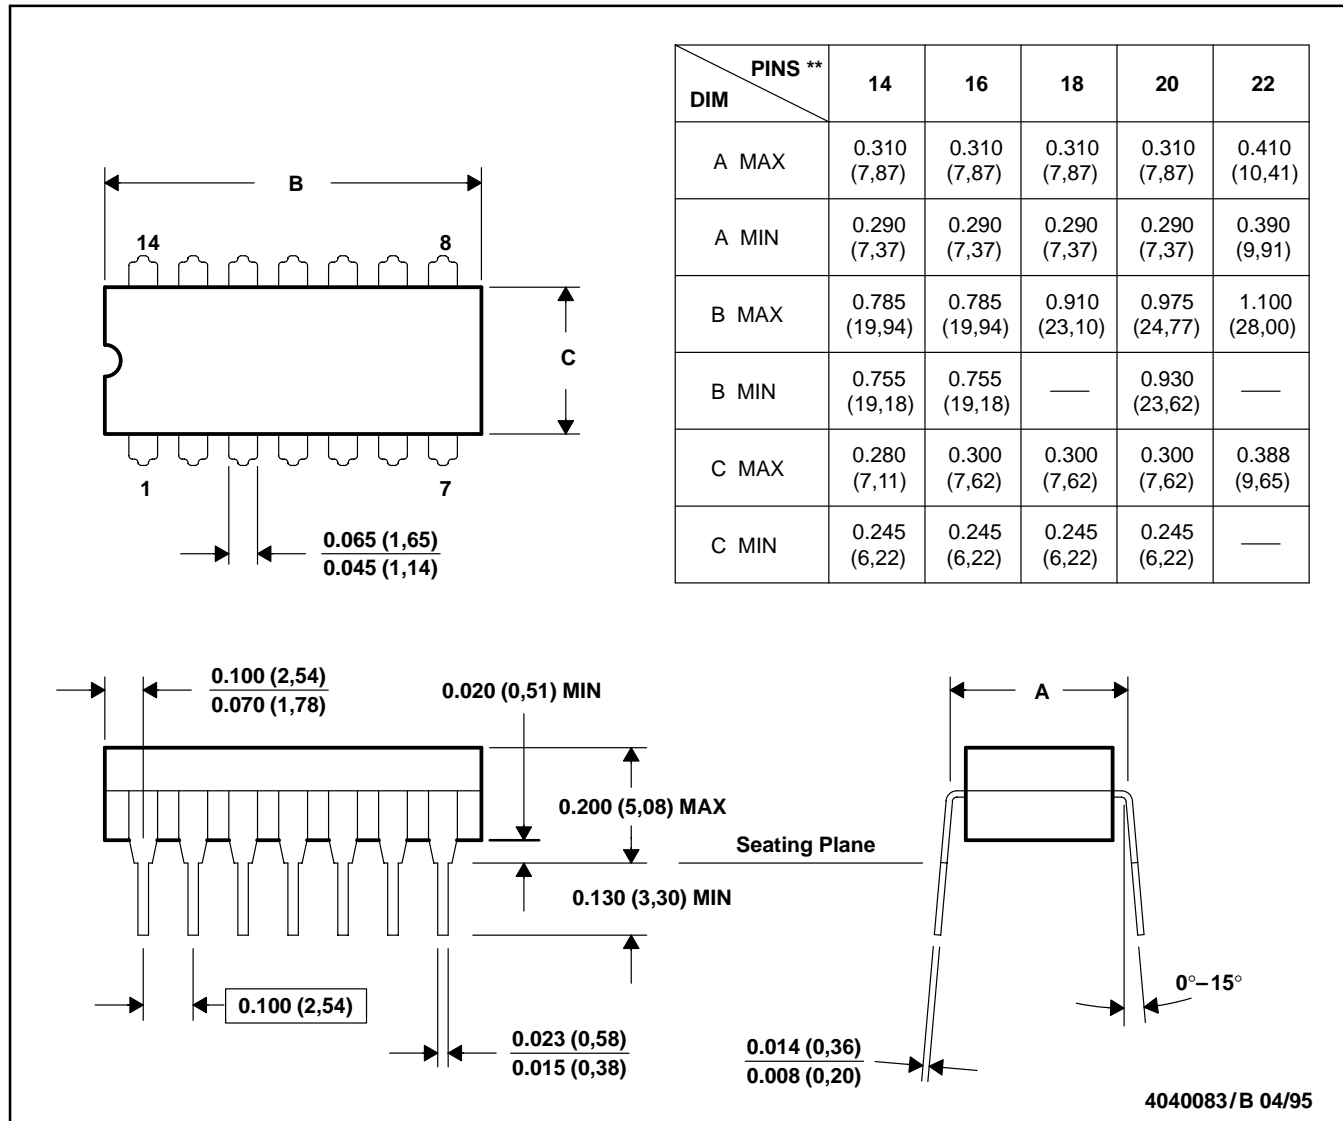 PINS **
DIM
14 16 18 20 22
A MAX
0.310 0.310 0.310 0.310 0.410
(7,87) (7,87) (7,87) (7,87) (10,41)
A MIN
0.290 0.290 0.290 0.290 0.390
(7,37) (7,37) (7,37) (7,37) (9,91)
B MAX
0.785 0.785 0.910 0.975 1.100
(19,94) (19,94) (23,10) (24,77) (28,00)
B MIN
0.755 0.755 — 0.930 —
(19,18) (19,18) (23,62)
C MAX
0.280 0.300 0.300 0.300 0.388
(7,11) (7,62) (7,62) (7,62) (9,65)
C MIN
0.245 0.245 0.245 0.245 —
(6,22) (6,22) (6,22) (6,22)
B
14 8
C
1 7
0.065 (1,65)
0.045 (1,14)
0.100 (2,54)
0.070 (1,78)
0.020 (0,51) MIN
0.200 (5,08) MAX
0.130 (3,30) MIN
0.100 (2,54)
0.023 (0,58)
0.015 (0,38)
A
Seating Plane
0°–15°
0.014 (0,36)
0.008 (0,20)
4040083/B 04/95